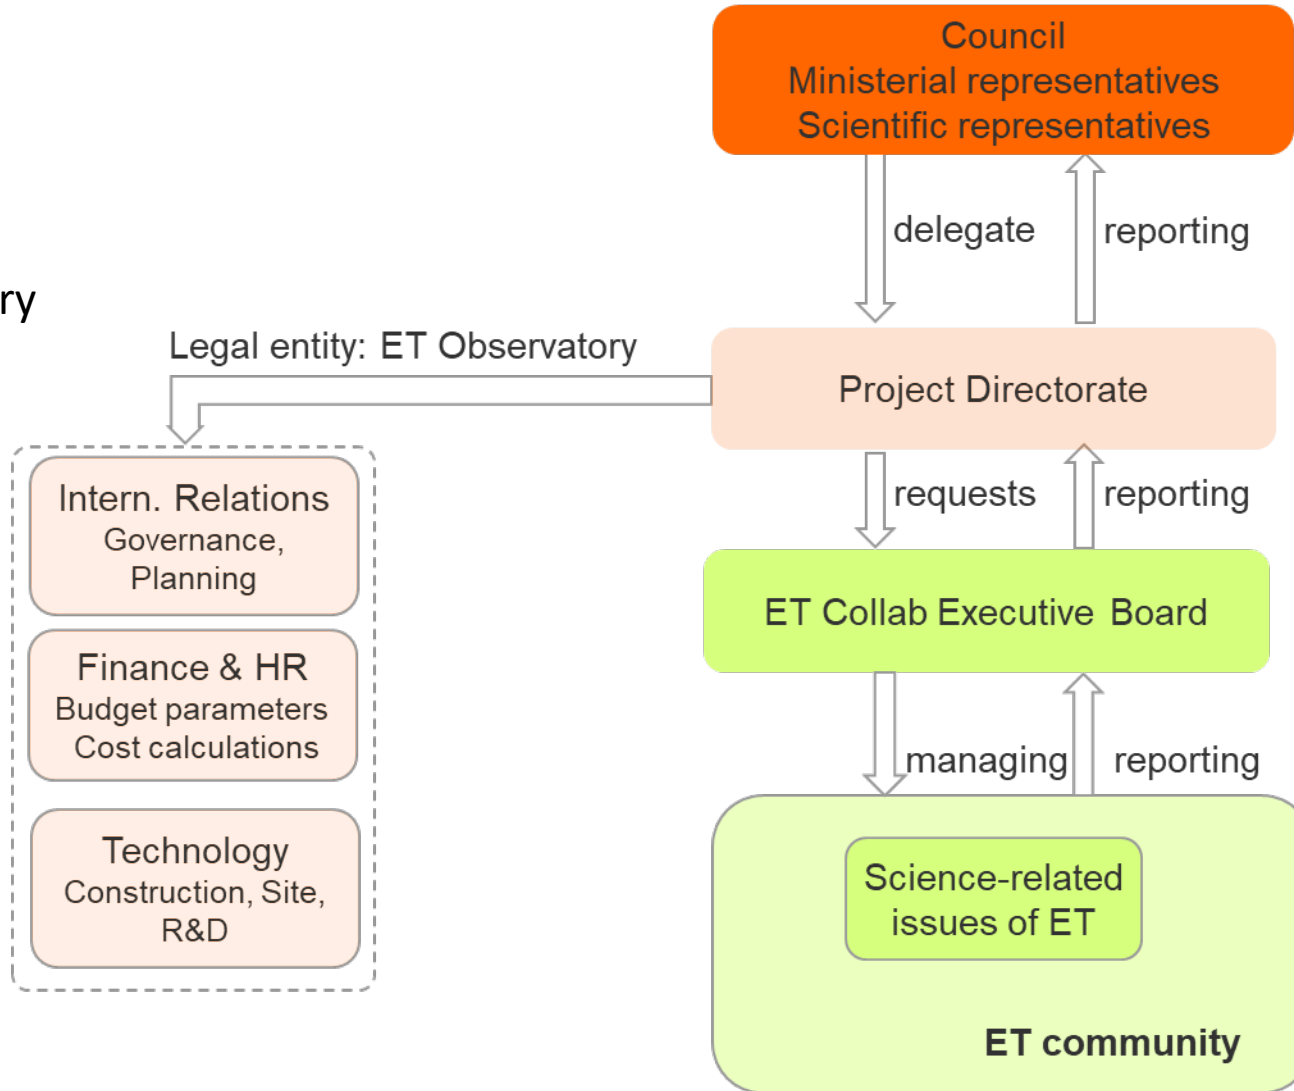 Council
Ministerial representatives
Scientific representatives
delegate
reporting
ry
Legal entity: ET Observatory
Project Directorate
requests
reporting
Intern. Relations
Governance,
Planning
ET Collab Executive Board
Finance & HR
Budget parameters
Cost calculations
managing
reporting
Technology
Construction, Site,
R&D
Science-related
issues of ET
ET community